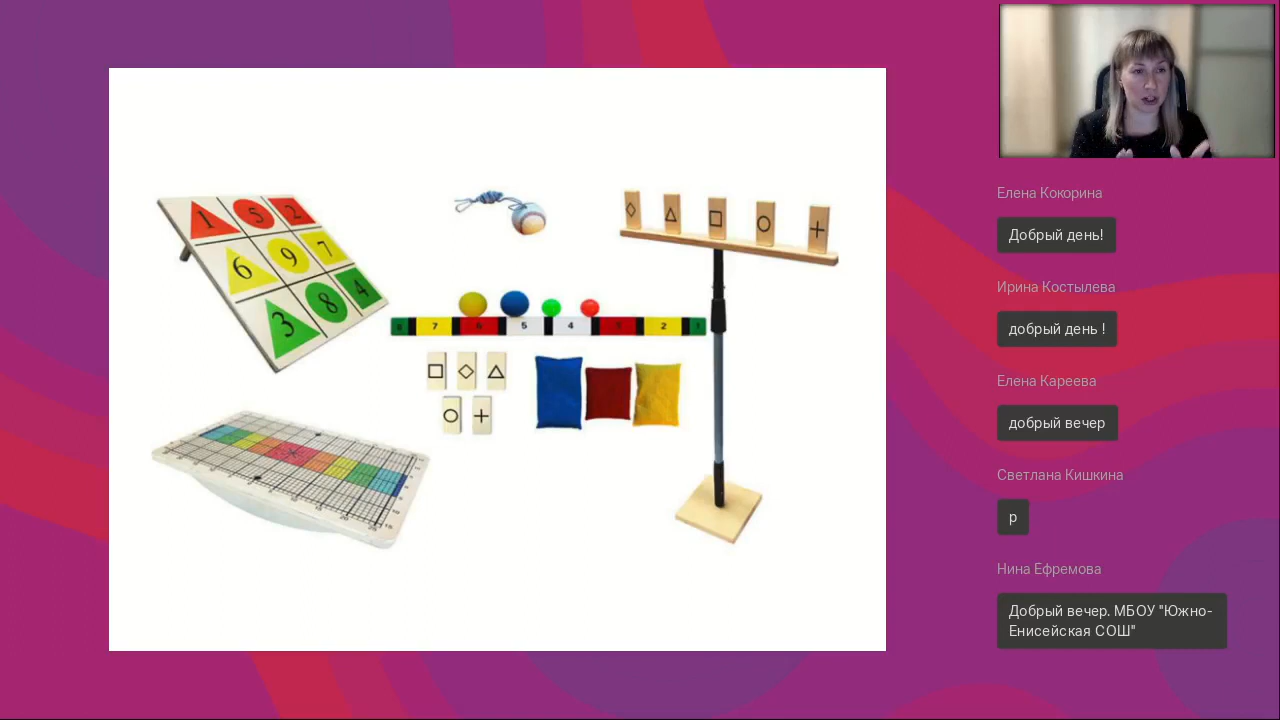 1 5 2
6 9 7
3 8 4
8 7 6 5 4 3 2 1
Елена Кокорина
Добрый день!
Ирина Костылева
добрый день !
Елена Кареева
добрый вечер
Светлана Кишкина
р
Нина Ефремова
Добрый вечер. МБОУ "Южно-
Енисейская СОШ"